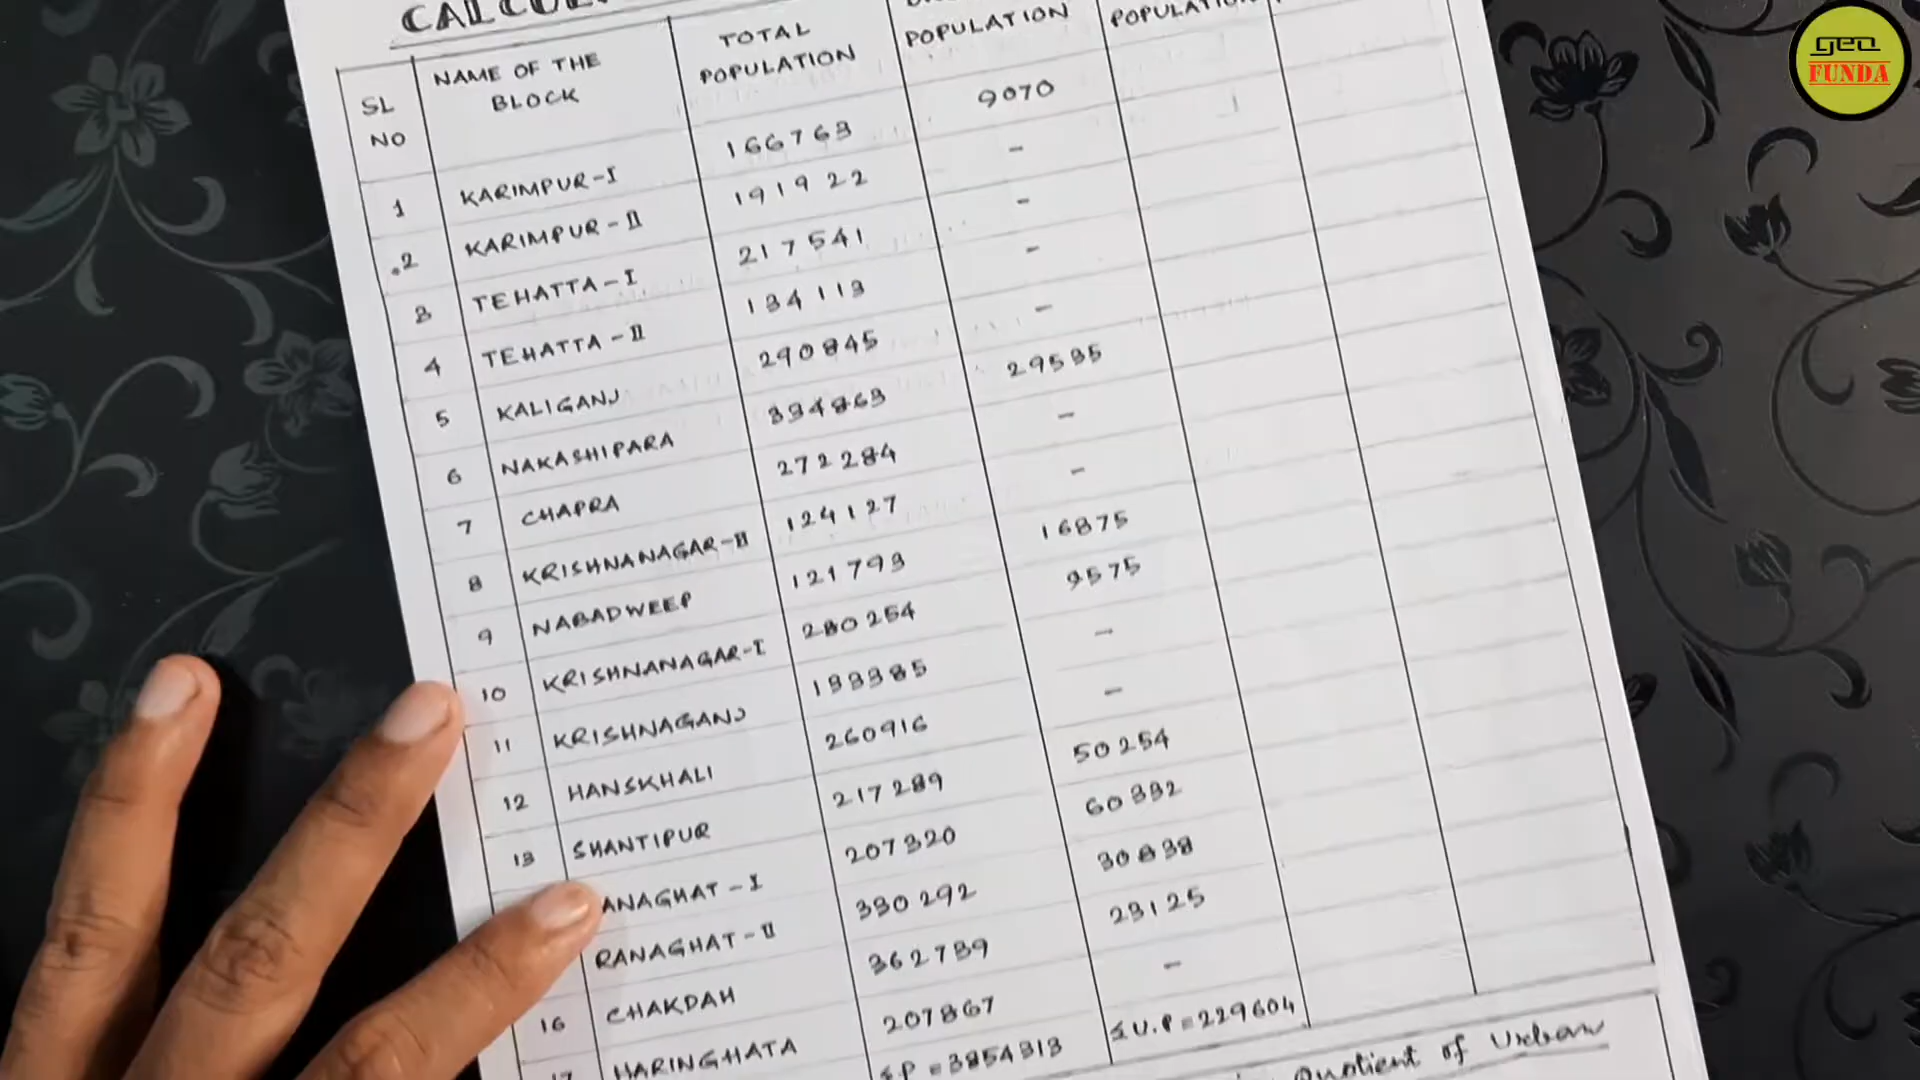 SL NO
NAME OF THE BLOCK
TOTAL POPULATION
POPULATION
POPULATION
1 KARIMPUR-I 166763 9070
2 KARIMPUR-II 191922 -
3 TEHATTA-I 217541 -
4 TEHATTA-II 134113 -
5 KALIGANJ 290845 -
6 NAKASHIPARA 334863 29535
7 CHAPRA 272284 -
8 KRISHNANAGAR-II 124127 -
9 NABADWEEP 121793 16875
10 KRISHNANAGAR-I 280254 9575
11 KRISHNAGANJ 133385 -
12 HANSKHALI 260916 -
13 SHANTIPUR 217289 50254
ANAGHAT-I 207320 60332
RANAGHAT-II 330292 30838
16 CHAKDAH 362739 23125
17 HARINGHATA 207867 -
ΣP=3854313 ΣU.P=229604
Quotient of Urban
geo
FUNDA